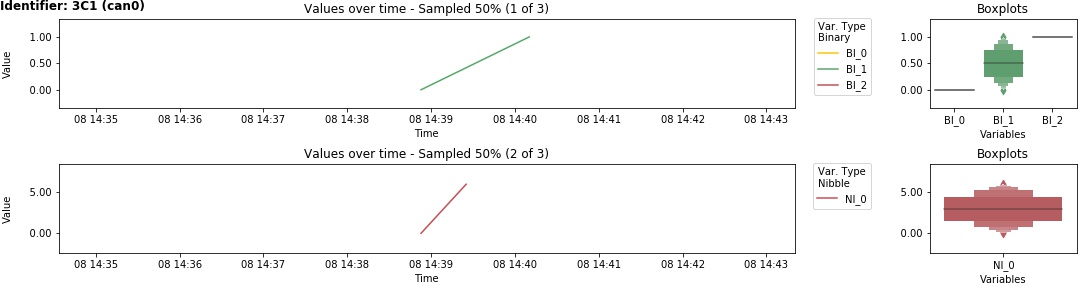 Identifier: 3C1 (can0)
Values over time - Sampled 50% (1 of 3)
Value
1.00
0.50
0.00
08 14:35 08 14:36 08 14:37 08 14:38 08 14:39 08 14:40 08 14:41 08 14:42 08 14:43
Time
Var. Type
Binary
BI_0
BI_1
BI_2
Boxplots
1.00
0.50
0.00
BI_0 BI_1 BI_2
Variables
Values over time - Sampled 50% (2 of 3)
Value
5.00
0.00
08 14:35 08 14:36 08 14:37 08 14:38 08 14:39 08 14:40 08 14:41 08 14:42 08 14:43
Time
Var. Type
Nibble
NI_0
Boxplots
5.00
0.00
NI_0
Variables